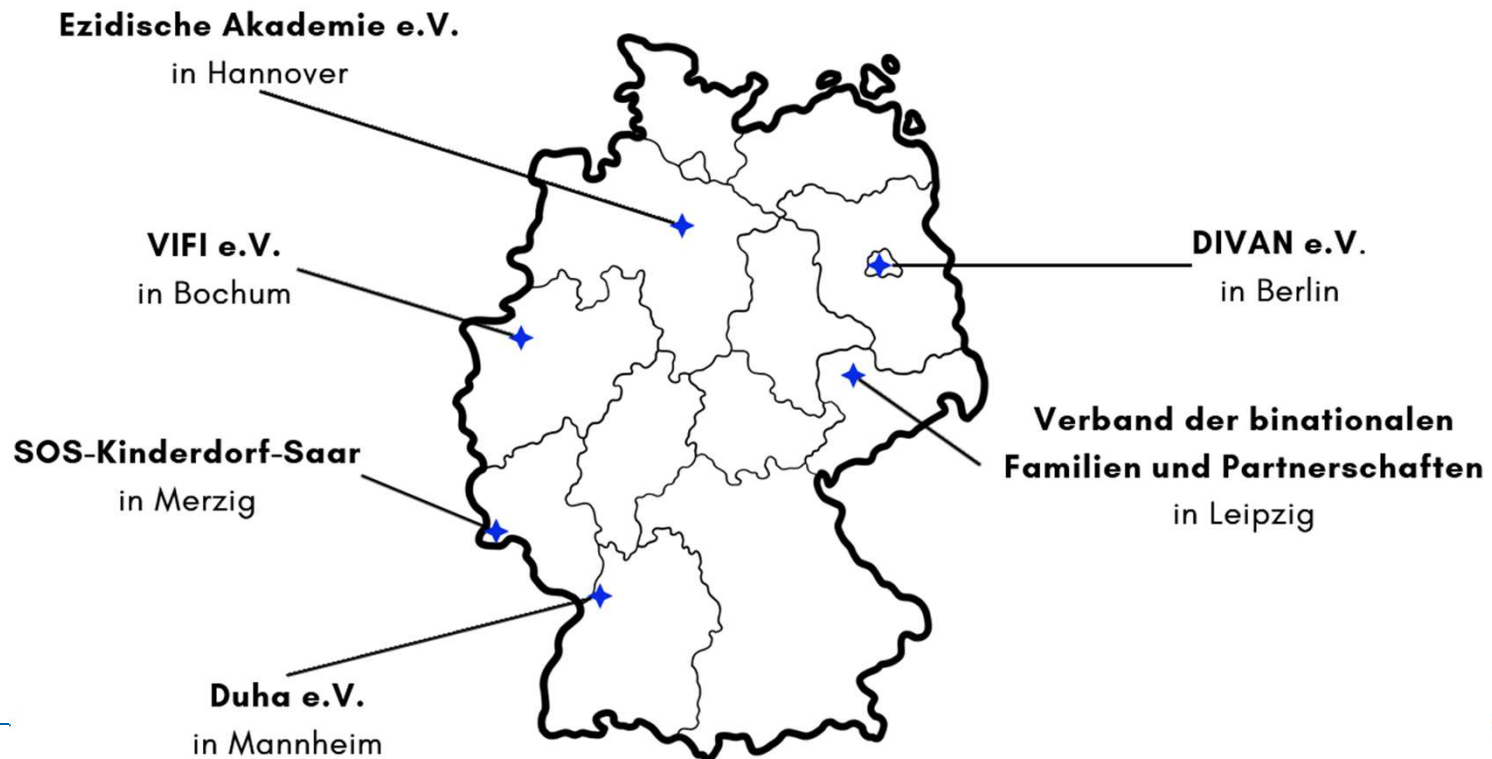 Ezidische Akademie e.V.
in Hannover
VIFI e.V.
in Bochum
DIVAN e.V.
in Berlin
SOS-Kinderdorf-Saar
in Merzig
Verband der binationalen
Familien und Partnerschaften
in Leipzig
Duha e.V.
in Mannheim